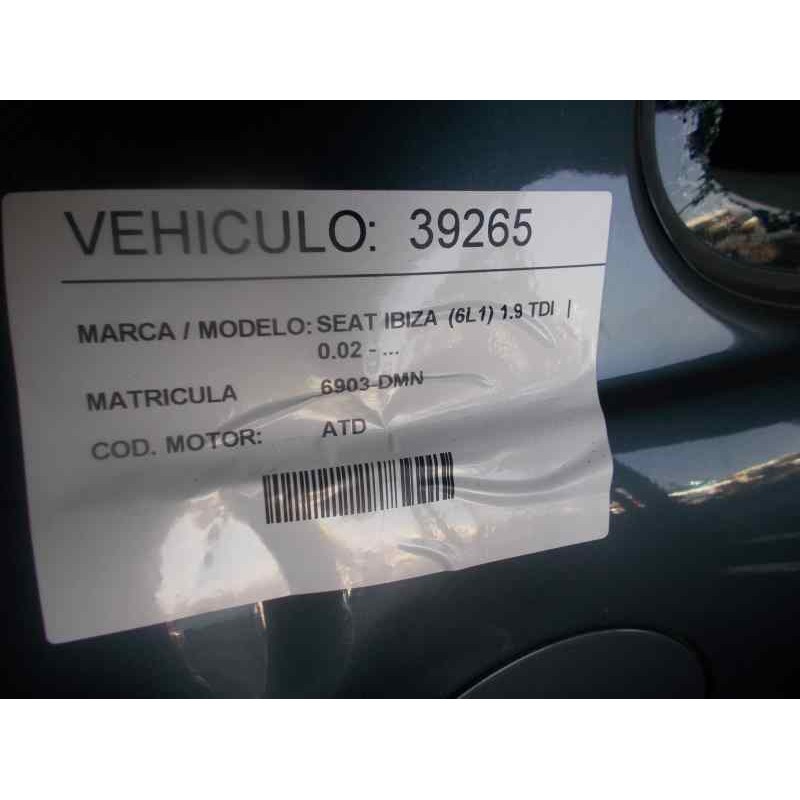 VEHICULO: 39265
MARCA / MODELO: SEAT IBIZA (6L1) 1.9 TDI |
0.02 - ...
MATRICULA 6903-DMN
COD. MOTOR: ATD